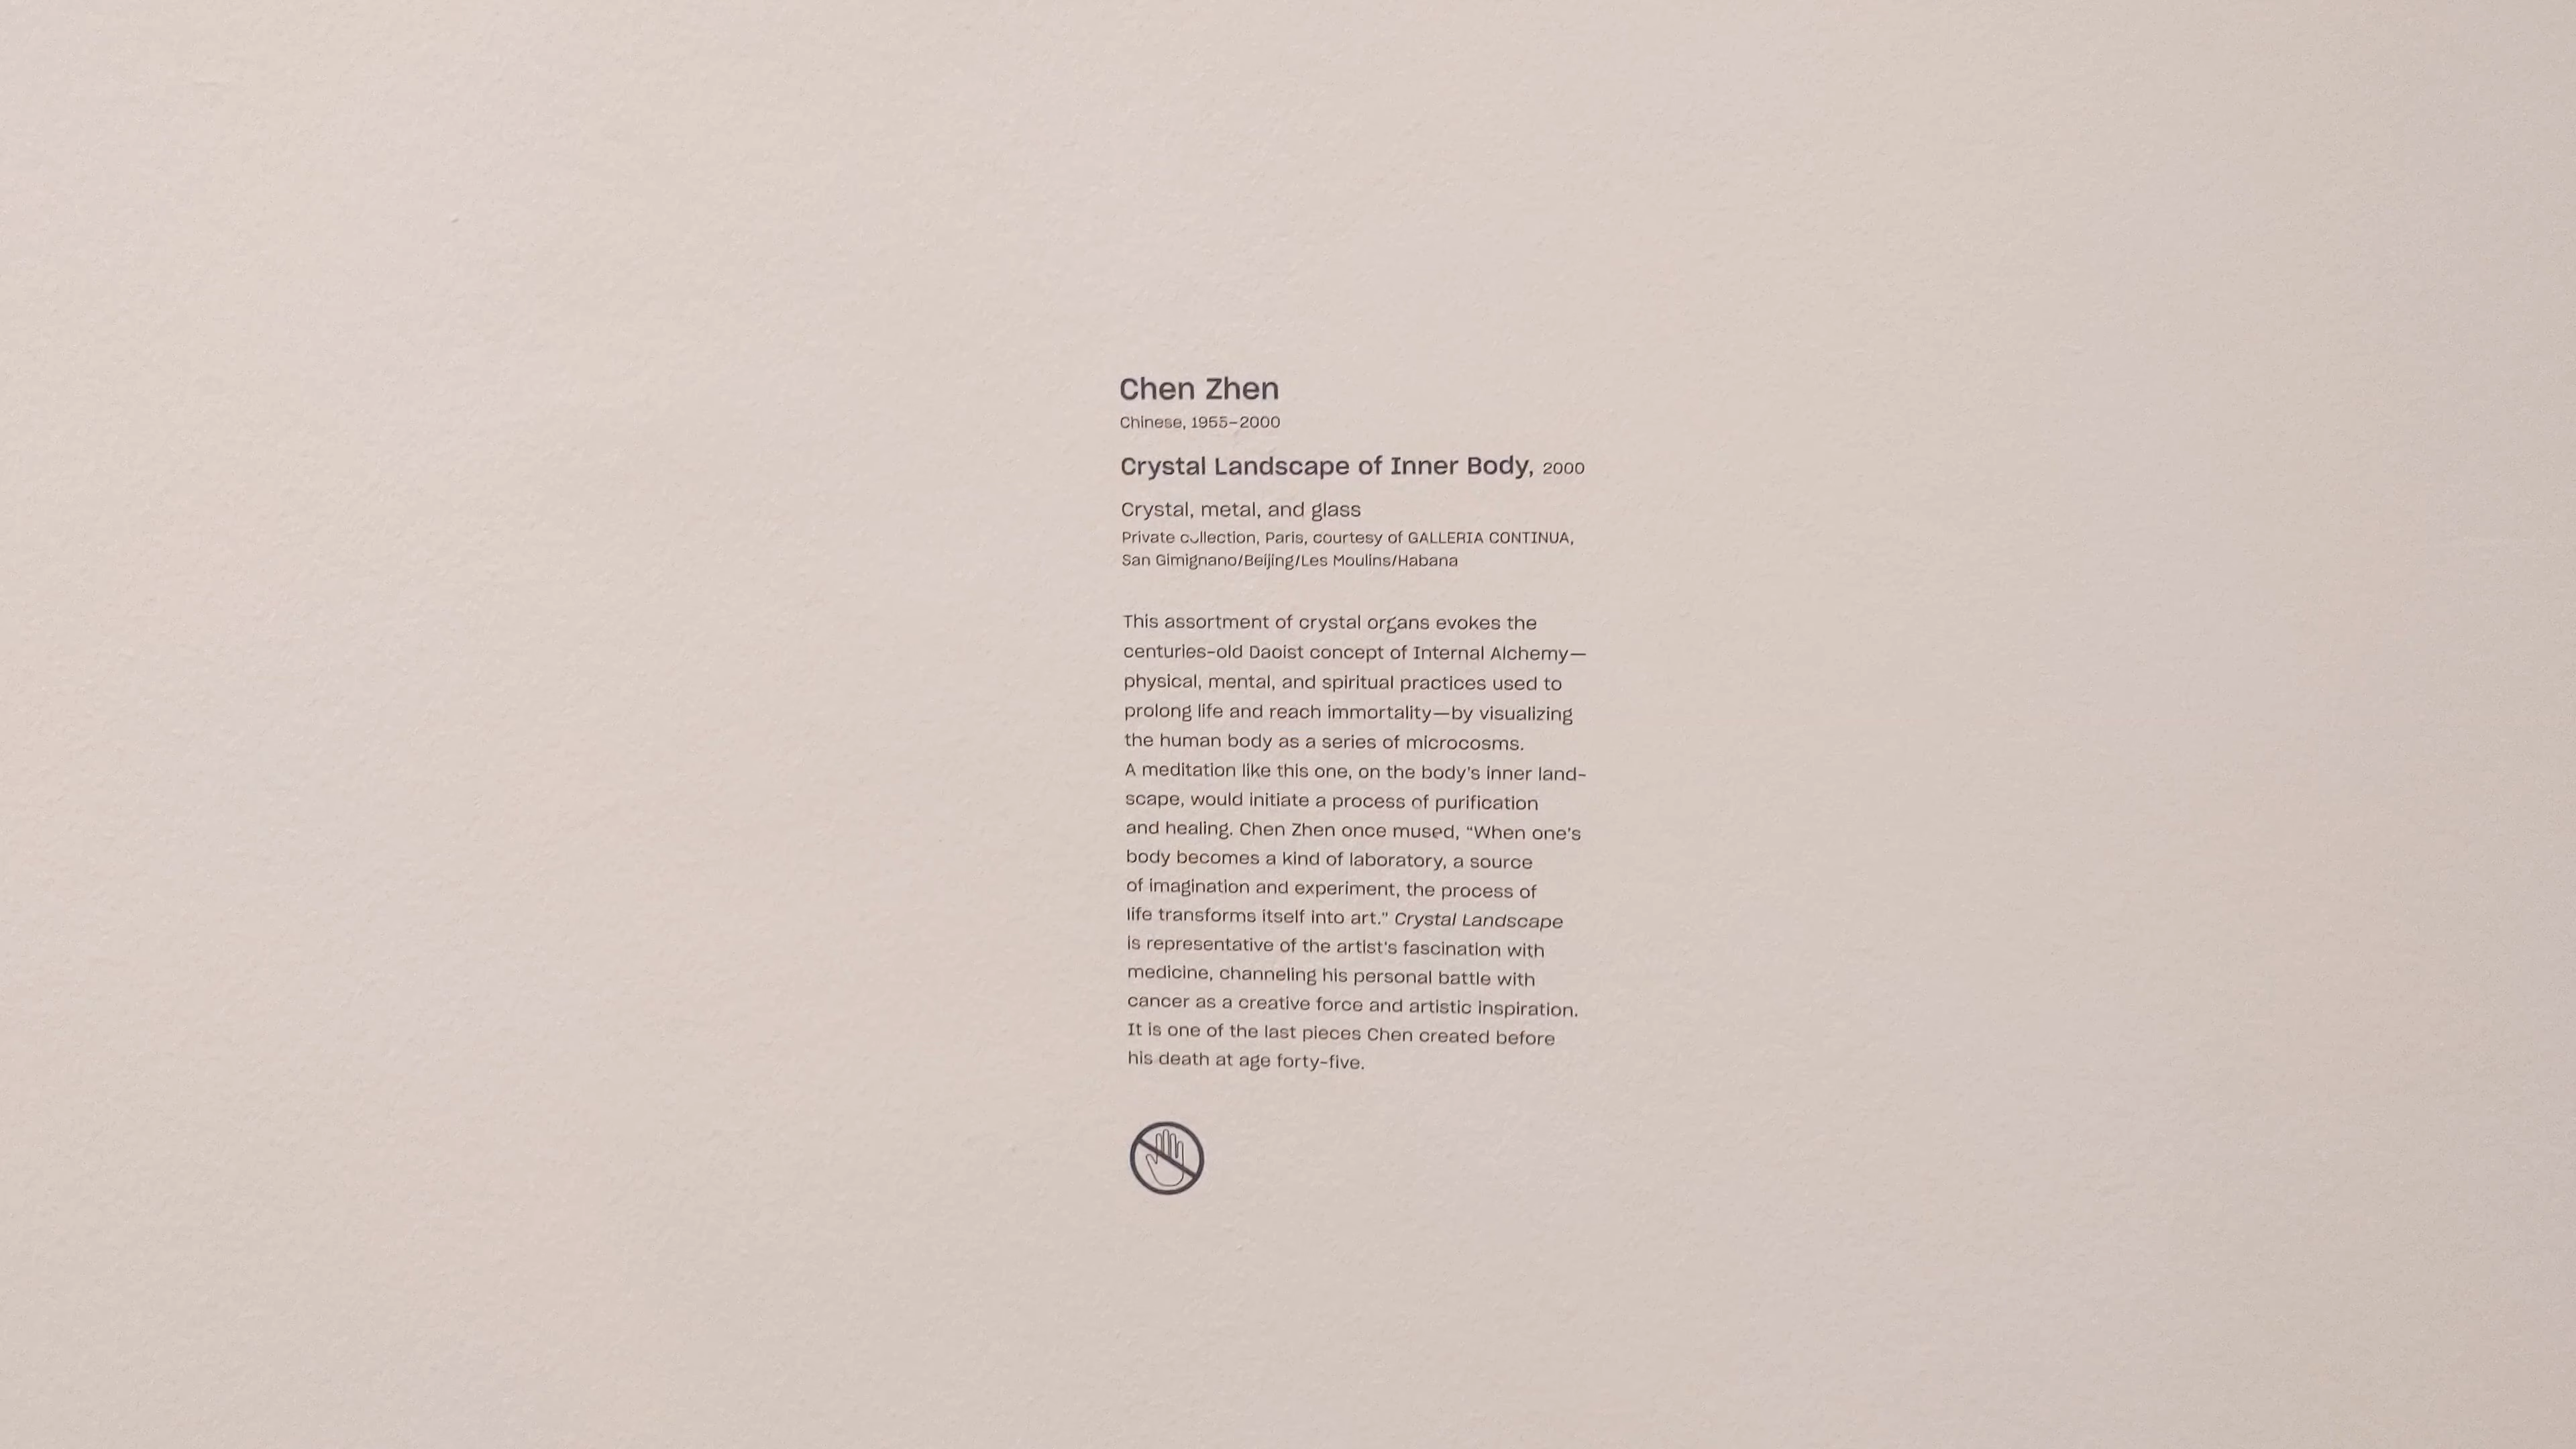 Chen Zhen
Chinese, 1955–2000
Crystal Landscape of Inner Body, 2000
Crystal, metal, and glass
Private collection, Paris, courtesy of GALLERIA CONTINUA,
San Gimignano/Beijing/Les Moulins/Habana
This assortment of crystal organs evokes the
centuries-old Daoist concept of Internal Alchemy—
physical, mental, and spiritual practices used to
prolong life and reach immortality—by visualizing
the human body as a series of microcosms.
A meditation like this one, on the body's inner land-
scape, would initiate a process of purification
and healing. Chen Zhen once mused, “When one's
body becomes a kind of laboratory, a source
of imagination and experiment, the process of
life transforms itself into art.” Crystal Landscape
is representative of the artist's fascination with
medicine, channeling his personal battle with
cancer as a creative force and artistic inspiration.
It is one of the last pieces Chen created before
his death at age forty-five.